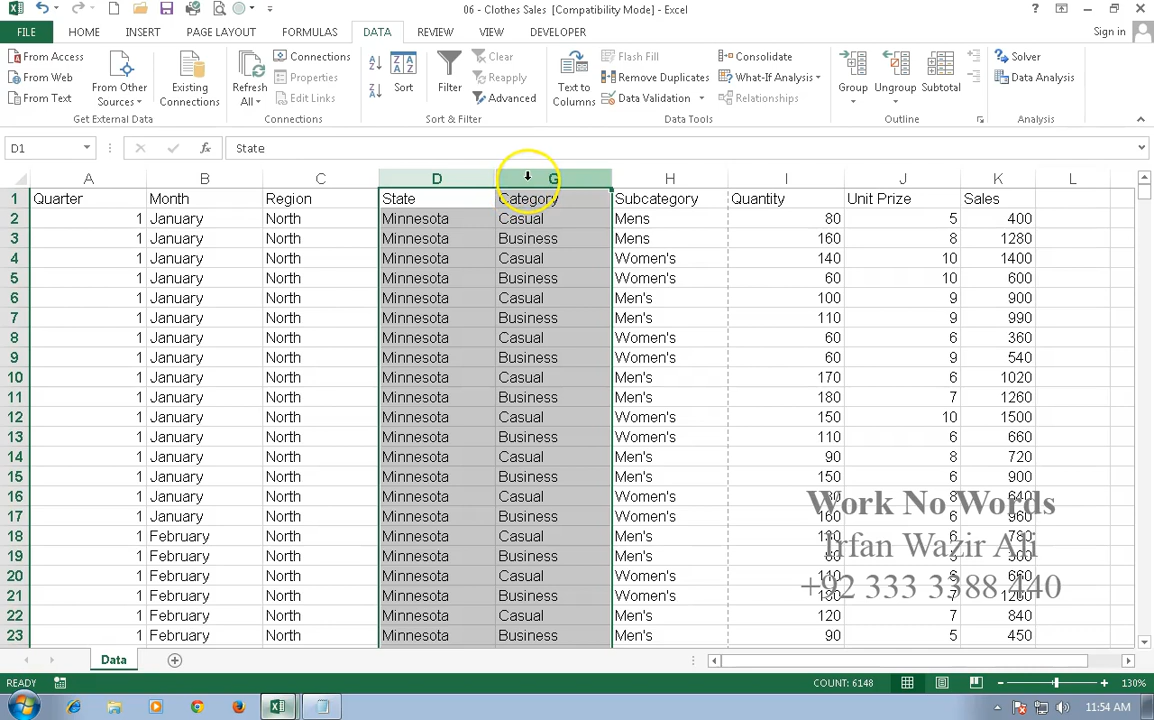 06 - Clothes Sales [Compatibility Mode] - Excel
FILE HOME INSERT PAGE LAYOUT FORMULAS DATA REVIEW VIEW DEVELOPER Sign in
From Access
From Web
From Text
From Other Sources
Existing Connections
Get External Data
Refresh All
Connections
Properties
Edit Links
Connections
Sort
Filter
Clear
Reapply
Advanced
Sort & Filter
Text to Columns
Flash Fill
Remove Duplicates
Data Validation
Consolidate
What-If Analysis
Relationships
Data Tools
Group
Ungroup
Subtotal
Outline
Solver
Data Analysis
Analysis
D1 fx State
A B C D G H I J K L
1 Quarter Month Region State Category Subcategory Quantity Unit Prize Sales
2 1 January North Minnesota Casual Mens 80 5 400
3 1 January North Minnesota Business Mens 160 8 1280
4 1 January North Minnesota Casual Women's 140 10 1400
5 1 January North Minnesota Business Women's 60 10 600
6 1 January North Minnesota Casual Men's 100 9 900
7 1 January North Minnesota Business Men's 110 9 990
8 1 January North Minnesota Casual Women's 60 6 360
9 1 January North Minnesota Business Women's 60 9 540
10 1 January North Minnesota Casual Men's 170 6 1020
11 1 January North Minnesota Business Men's 180 7 1260
12 1 January North Minnesota Casual Women's 150 10 1500
13 1 January North Minnesota Business Women's 110 6 660
14 1 January North Minnesota Casual Men's 90 8 720
15 1 January North Minnesota Business Men's 150 6 900
16 1 January North Minnesota Casual Women's 8 640
17 1 January North Minnesota Business Women's 160 6 960
18 1 February North Minnesota Casual Men's 130 6 780
19 1 February North Minnesota Business Men's
20 1 February North Minnesota Casual Women's 110 660
21 1 February North Minnesota Business Women's 7
22 1 February North Minnesota Casual Men's 120 7 840
23 1 February North Minnesota Business Men's 90 5 450
Work No Words
Irfan Wazir Ali
+92 333 3388 440
Data
READY COUNT: 6148 130%
11:54 AM